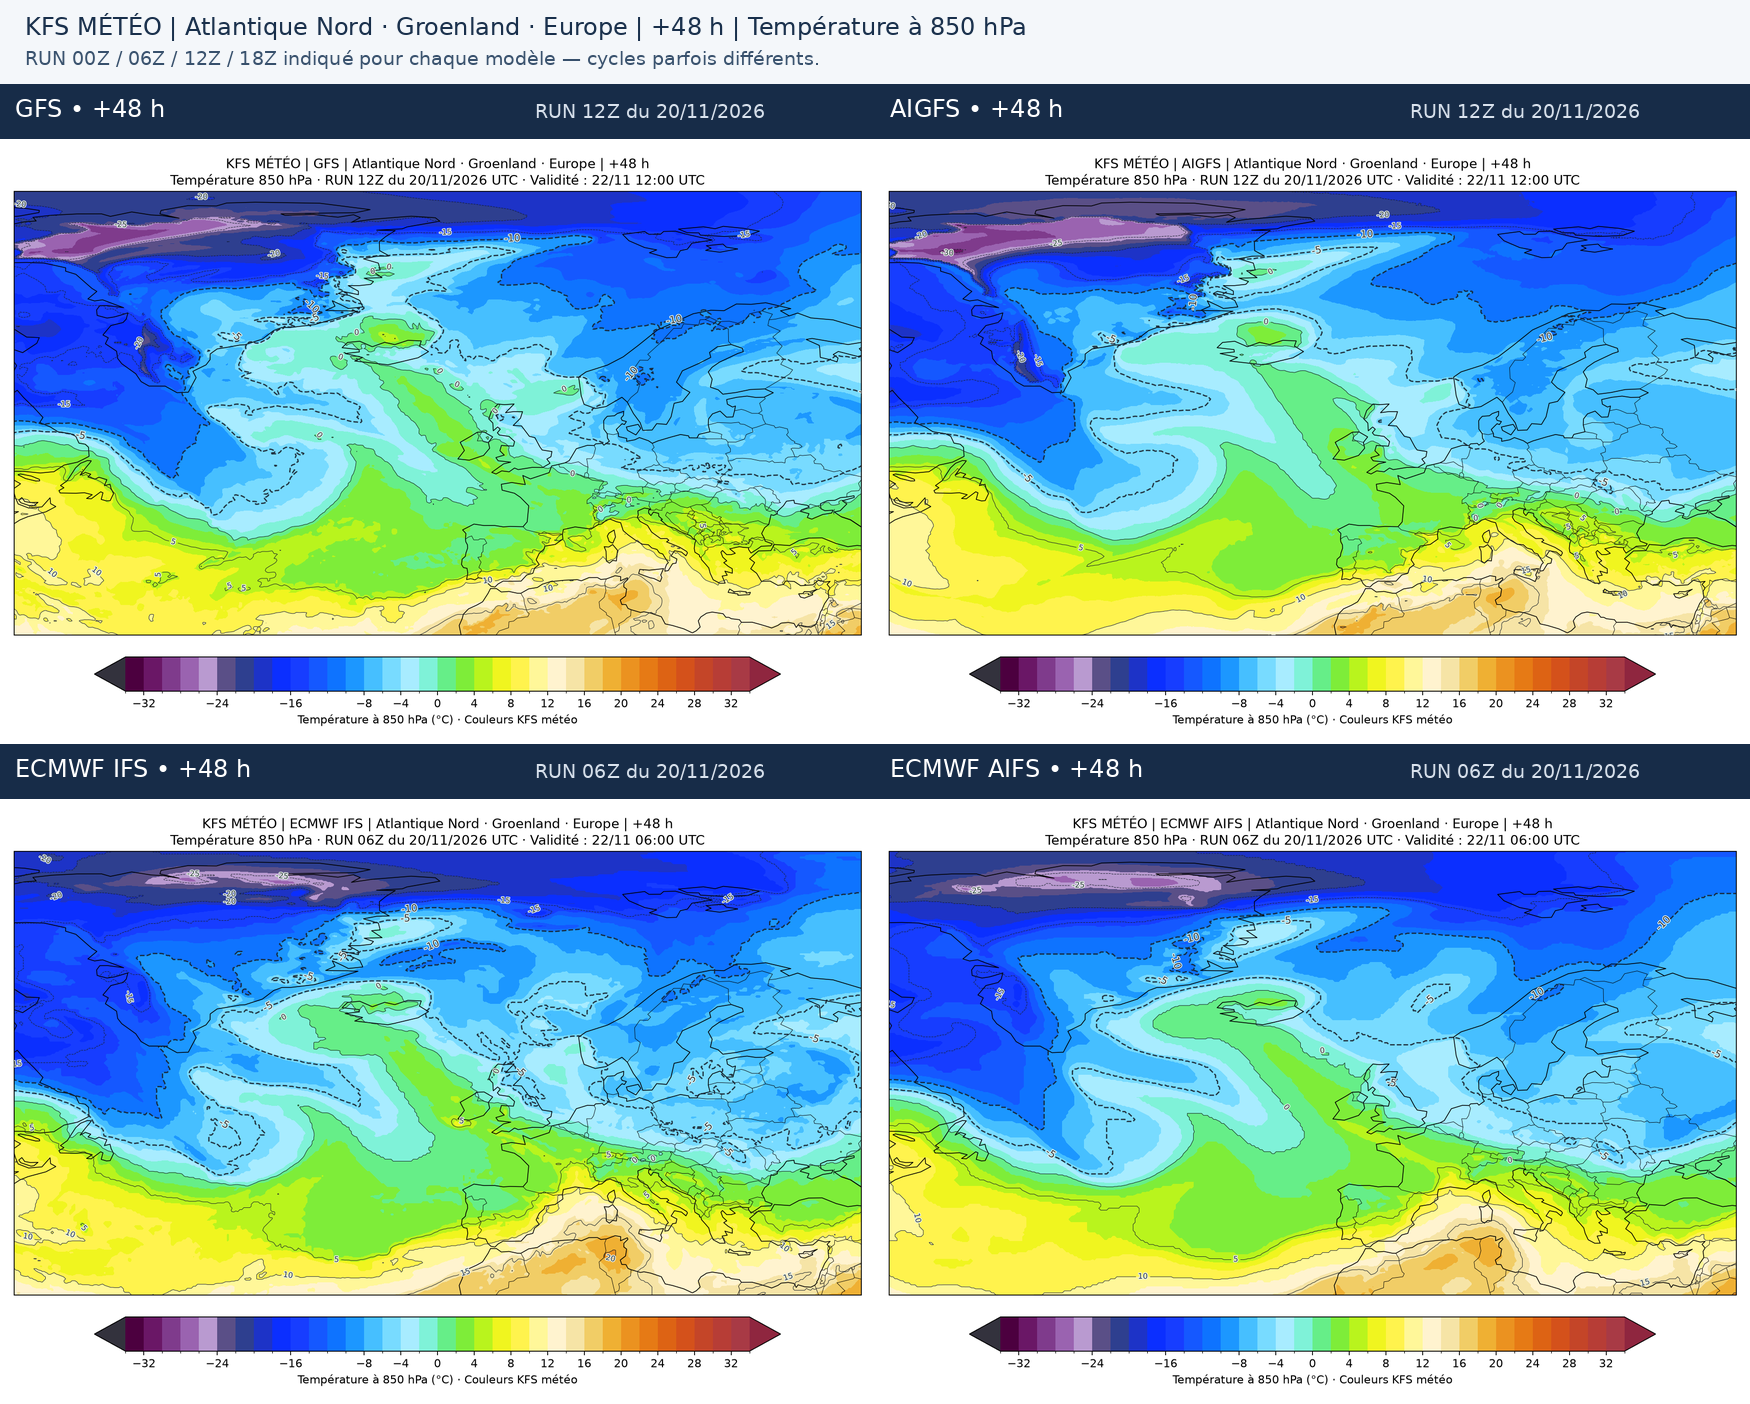 KFS MÉTÉO | Atlantique Nord · Groenland · Europe | +48 h | Température à 850 hPa
RUN 00Z / 06Z / 12Z / 18Z indiqué pour chaque modèle — cycles parfois différents.
GFS • +48 h
RUN 12Z du 20/11/2026
AIGFS • +48 h
RUN 12Z du 20/11/2026
KFS MÉTÉO | GFS | Atlantique Nord · Groenland · Europe | +48 h
Température 850 hPa · RUN 12Z du 20/11/2026 UTC · Validité : 22/11 12:00 UTC
KFS MÉTÉO | AIGFS | Atlantique Nord · Groenland · Europe | +48 h
Température 850 hPa · RUN 12Z du 20/11/2026 UTC · Validité : 22/11 12:00 UTC
−32 −24 −16 −8 −4 0 4 8 12 16 20 24 28 32
Température à 850 hPa (°C) · Couleurs KFS météo
−32 −24 −16 −8 −4 0 4 8 12 16 20 24 28 32
Température à 850 hPa (°C) · Couleurs KFS météo
ECMWF IFS • +48 h
RUN 06Z du 20/11/2026
ECMWF AIFS • +48 h
RUN 06Z du 20/11/2026
KFS MÉTÉO | ECMWF IFS | Atlantique Nord · Groenland · Europe | +48 h
Température 850 hPa · RUN 06Z du 20/11/2026 UTC · Validité : 22/11 06:00 UTC
KFS MÉTÉO | ECMWF AIFS | Atlantique Nord · Groenland · Europe | +48 h
Température 850 hPa · RUN 06Z du 20/11/2026 UTC · Validité : 22/11 06:00 UTC
−32 −24 −16 −8 −4 0 4 8 12 16 20 24 28 32
Température à 850 hPa (°C) · Couleurs KFS météo
−32 −24 −16 −8 −4 0 4 8 12 16 20 24 28 32
Température à 850 hPa (°C) · Couleurs KFS météo